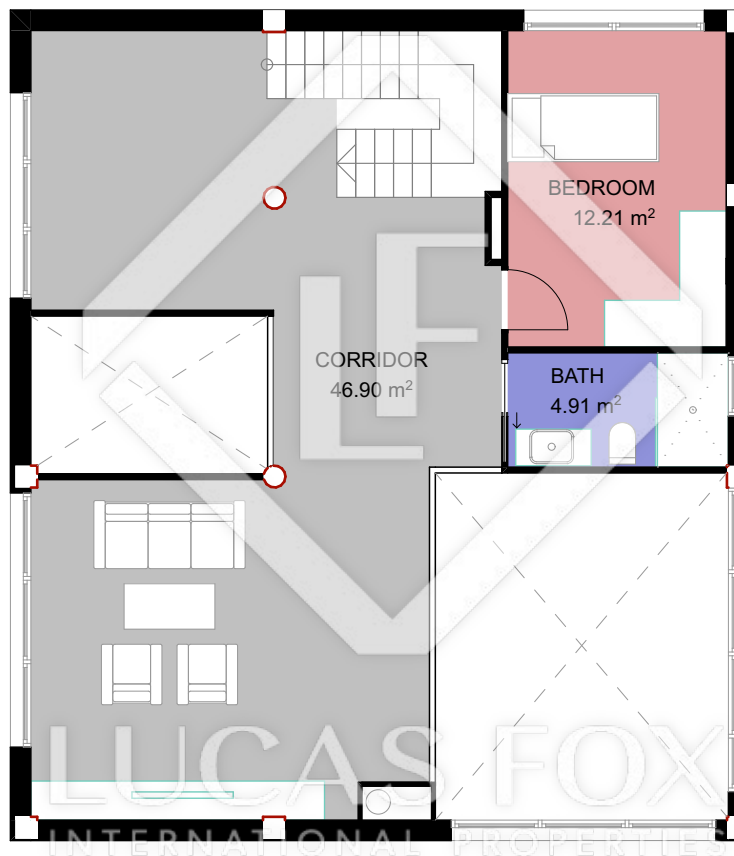 BEDROOM
12.21 m²
CORRIDOR
46.90 m²
BATH
4.91 m²
LF
LUCAS FOX
INTERNATIONAL PROPERTIES